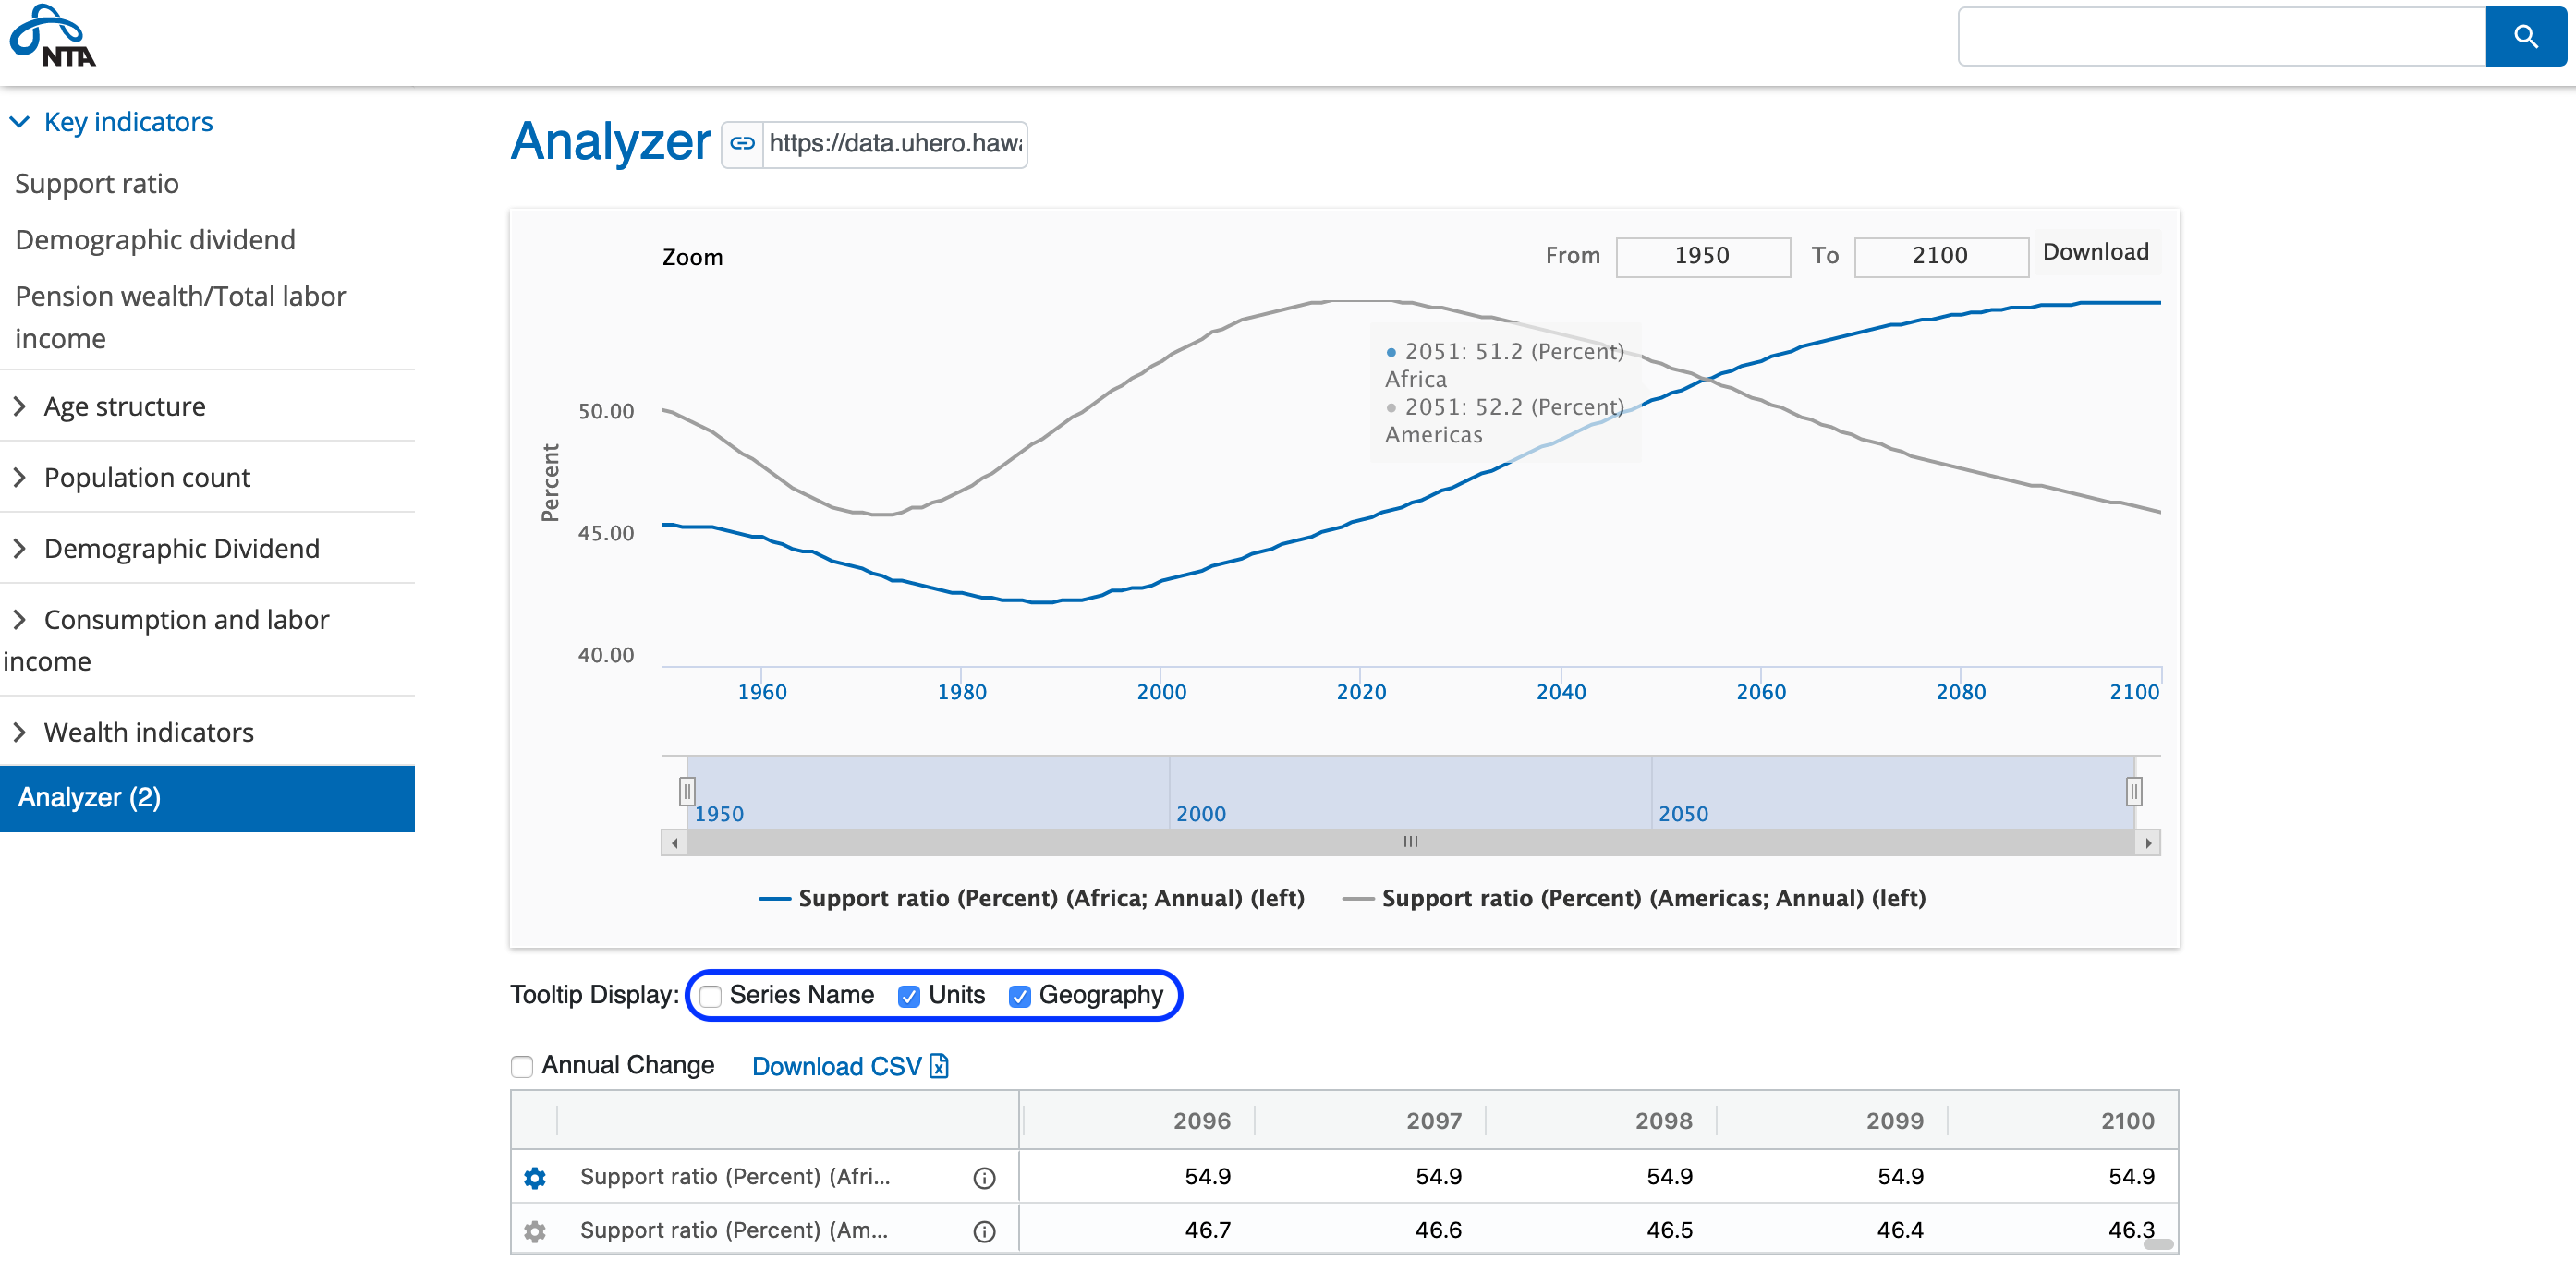 NTA
Key indicators
Support ratio
Demographic dividend
Pension wealth/Total labor
income
Age structure
Population count
Demographic Dividend
Consumption and labor
income
Wealth indicators
Analyzer (2)
Analyzer https://data.uhero.hawa
Zoom
From 1950 To 2100 Download
2051: 51.2 (Percent)
Africa
2051: 52.2 (Percent)
Americas
Percent
50.00
45.00
40.00
1960 1980 2000 2020 2040 2060 2080 2100
1950 2000 2050
Support ratio (Percent) (Africa; Annual) (left) Support ratio (Percent) (Americas; Annual) (left)
Tooltip Display: Series Name Units Geography
Annual Change Download CSV
2096 2097 2098 2099 2100
Support ratio (Percent) (Afri... 54.9 54.9 54.9 54.9 54.9
Support ratio (Percent) (Am... 46.7 46.6 46.5 46.4 46.3